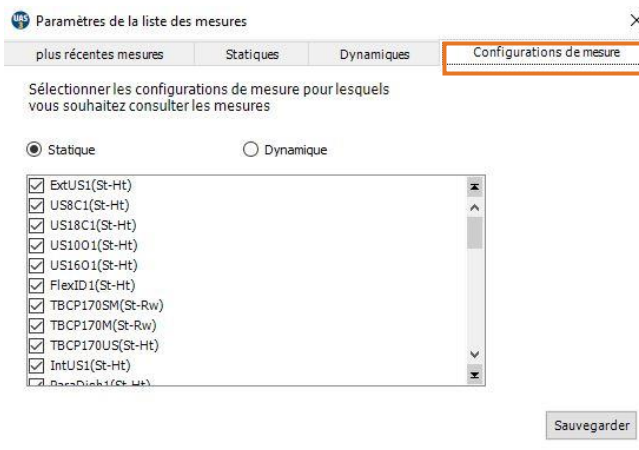 UAS
Paramètres de la liste des mesures
plus récentes mesures Statiques Dynamiques Configurations de mesure
Sélectionner les configurations de mesure pour lesquels
vous souhaitez consulter les mesures
Statique Dynamique
ExtUS1(St-Ht)
US8C1(St-Ht)
US18C1(St-Ht)
US10O1(St-Ht)
US16O1(St-Ht)
FlexID1(St-Ht)
TBCP170SM(St-Rw)
TBCP170M(St-Rw)
TBCP170US(St-Ht)
IntUS1(St-Ht)
Sauvegarder